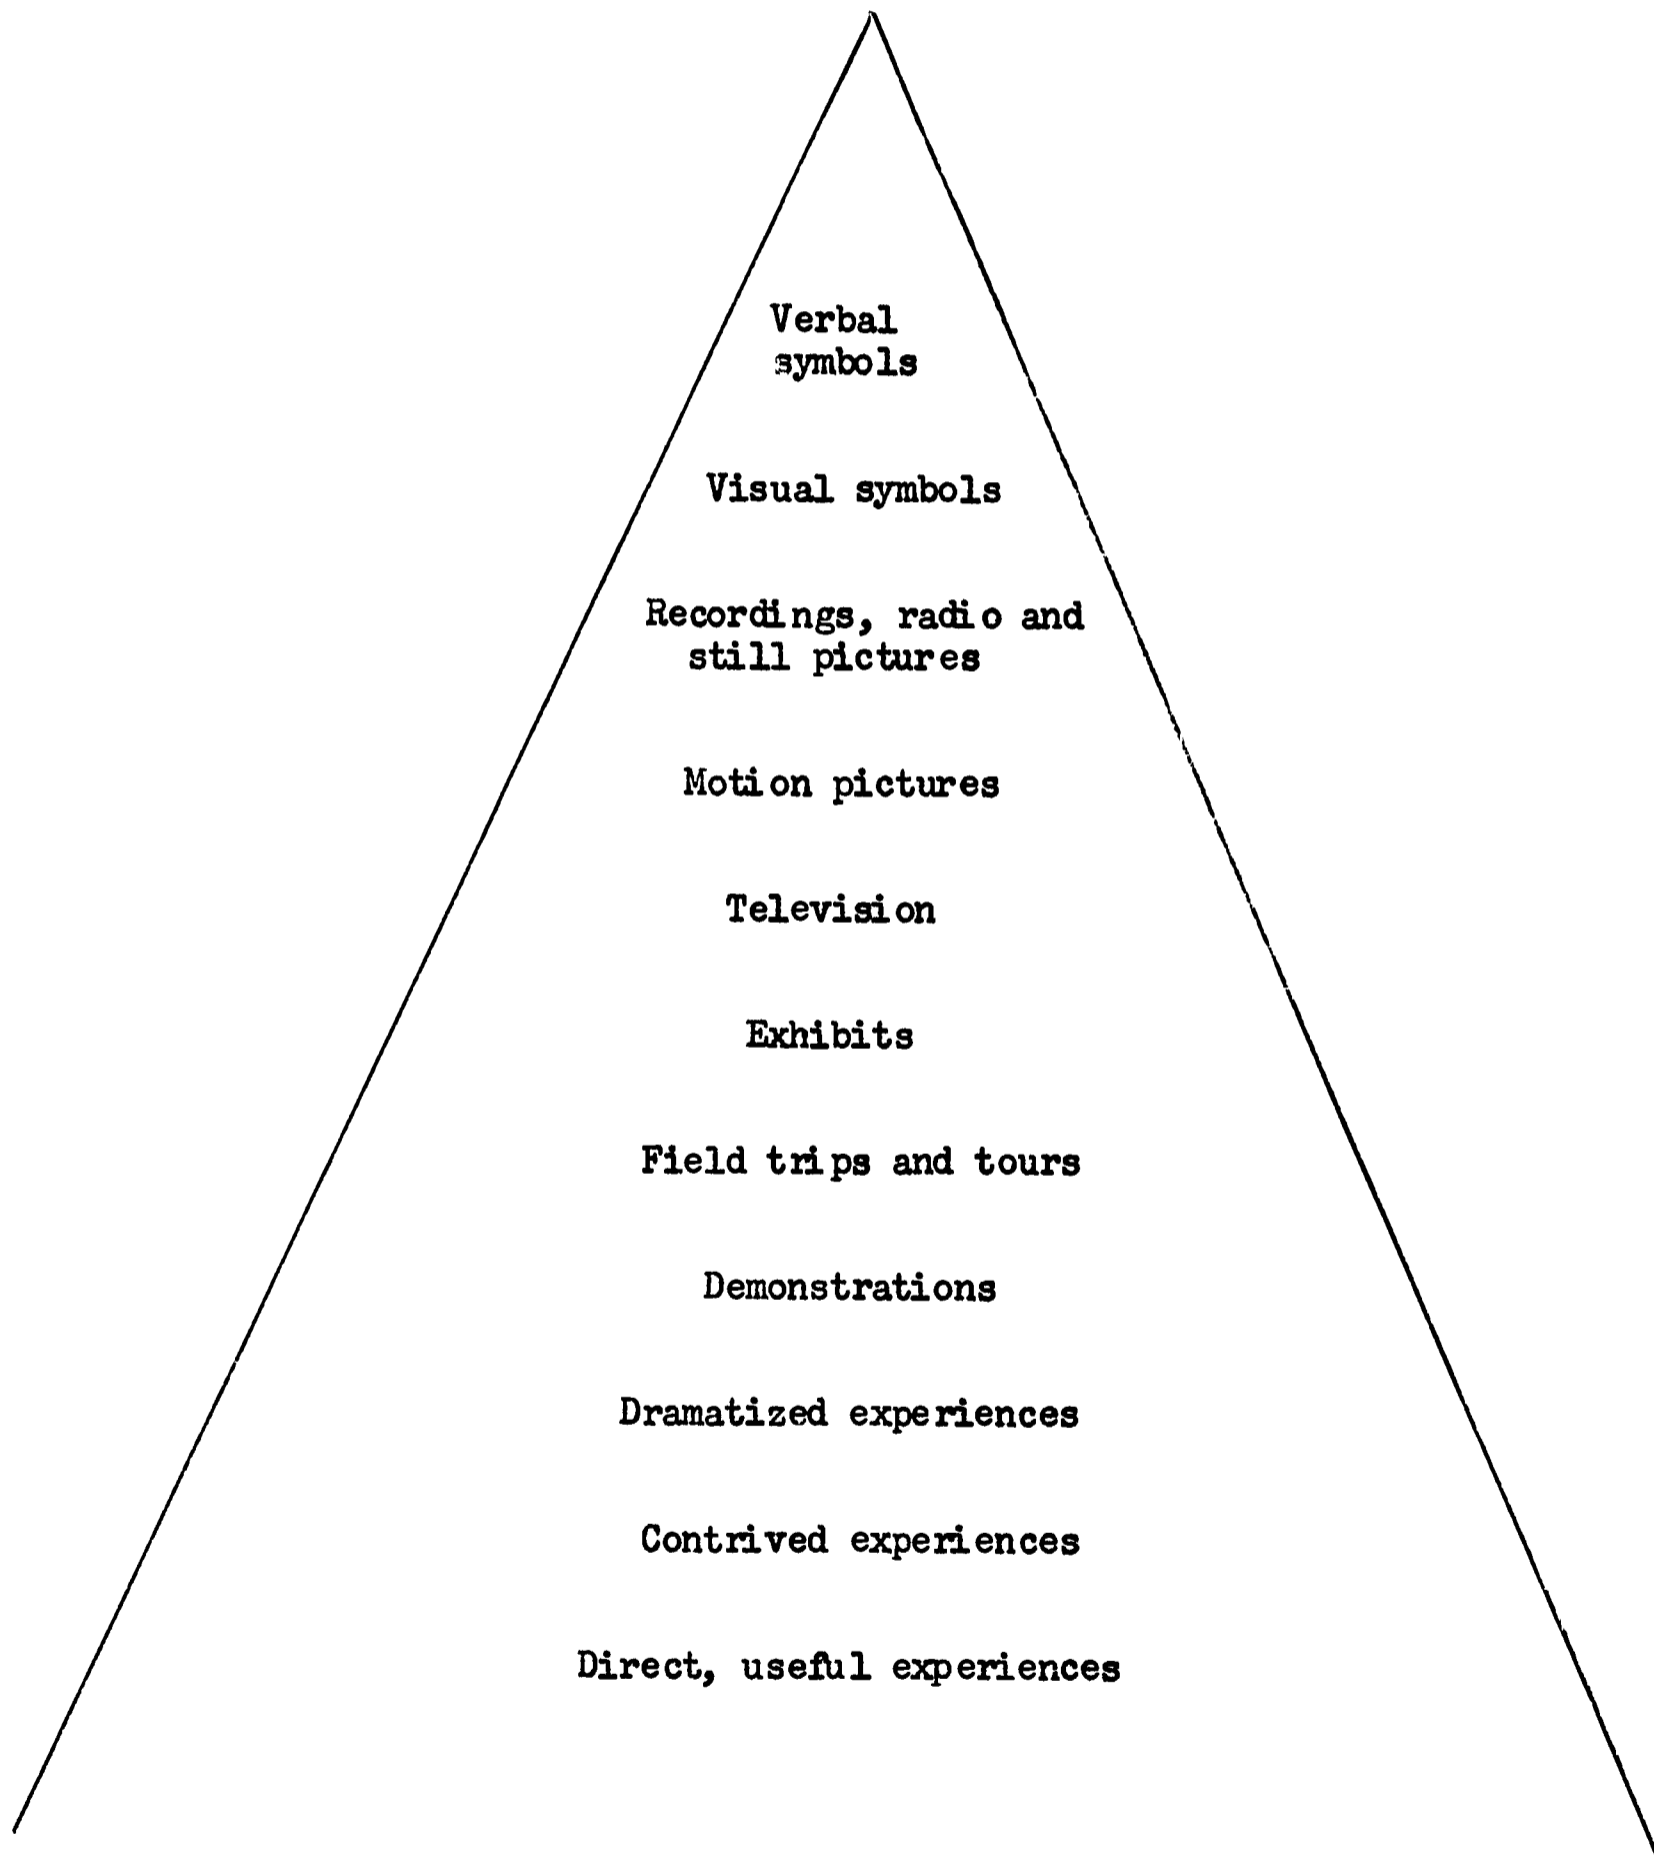 Verbal
symbols
Visual symbols
Recordings, radio and
still pictures
Motion pictures
Television
Exhibits
Field trips and tours
Demonstrations
Dramatized experiences
Contrived experiences
Direct, useful experiences